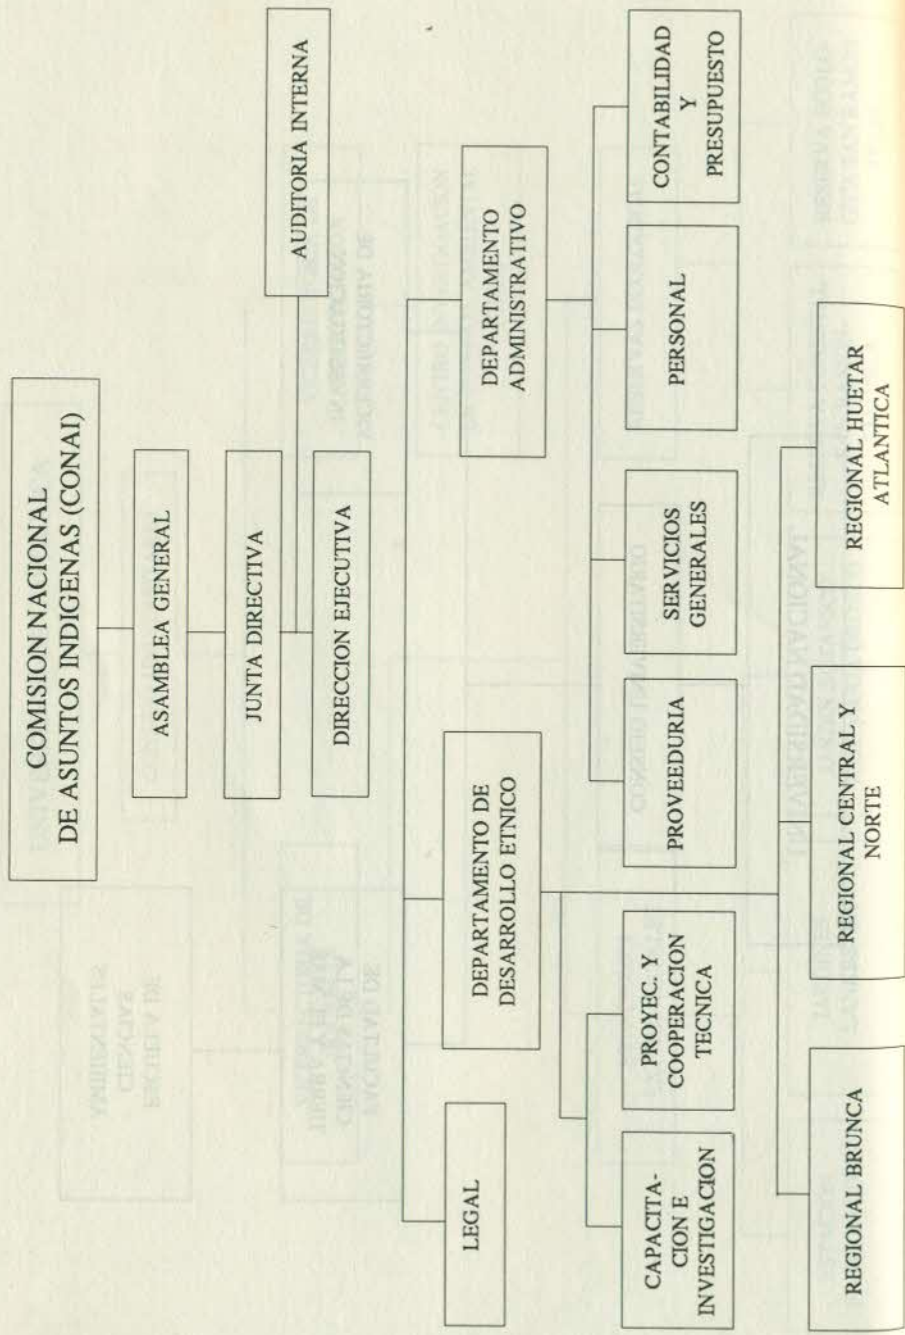 COMISION NACIONAL
DE ASUNTOS INDIGENAS (CONAI)
ASAMBLEA GENERAL
JUNTA DIRECTIVA
AUDITORIA INTERNA
DIRECCION EJECUTIVA
LEGAL
DEPARTAMENTO DE
DESARROLLO ETNICO
DEPARTAMENTO
ADMINISTRATIVO
CAPACITA-
CION E
INVESTIGACION
PROYEC. Y
COOPERACION
TECNICA
PROVEEDURIA
SERVICIOS
GENERALES
PERSONAL
CONTABILIDAD
Y
PRESUPUESTO
REGIONAL BRUNCA
REGIONAL CENTRAL Y
NORTE
REGIONAL HUETAR
ATLANTICA